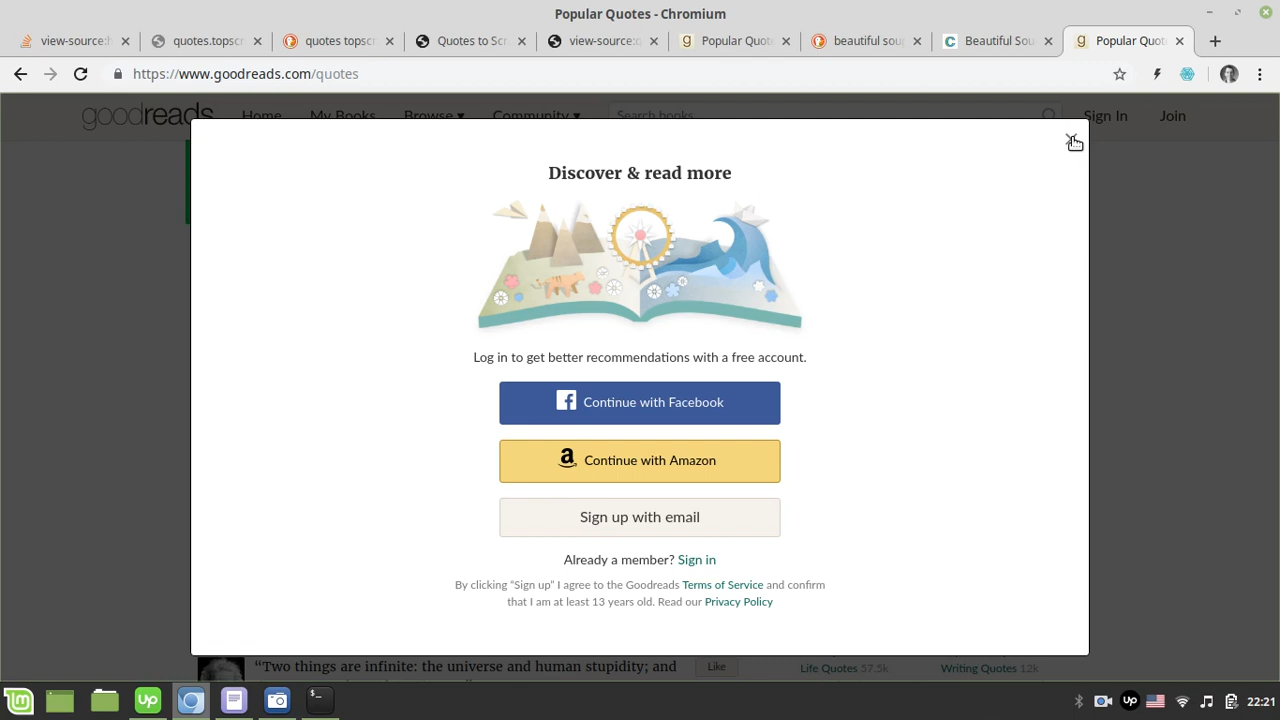 Popular Quotes - Chromium
view-source:h
quotes.topscr
quotes topscr
Quotes to Scr
view-source:q
Popular Quote
beautiful soup
Beautiful Sou
Popular Quot
https://www.goodreads.com/quotes
goodreads
Home
My Books
Browse ▾
Community ▾
Search books
Sign In
Join
Discover & read more
Log in to get better recommendations with a free account.
Continue with Facebook
Continue with Amazon
Sign up with email
Already a member? Sign in
By clicking “Sign up” I agree to the Goodreads Terms of Service and confirm
that I am at least 13 years old. Read our Privacy Policy
“Two things are infinite: the universe and human stupidity; and
Like
Life Quotes 57.5k
Writing Quotes 12k
22:21